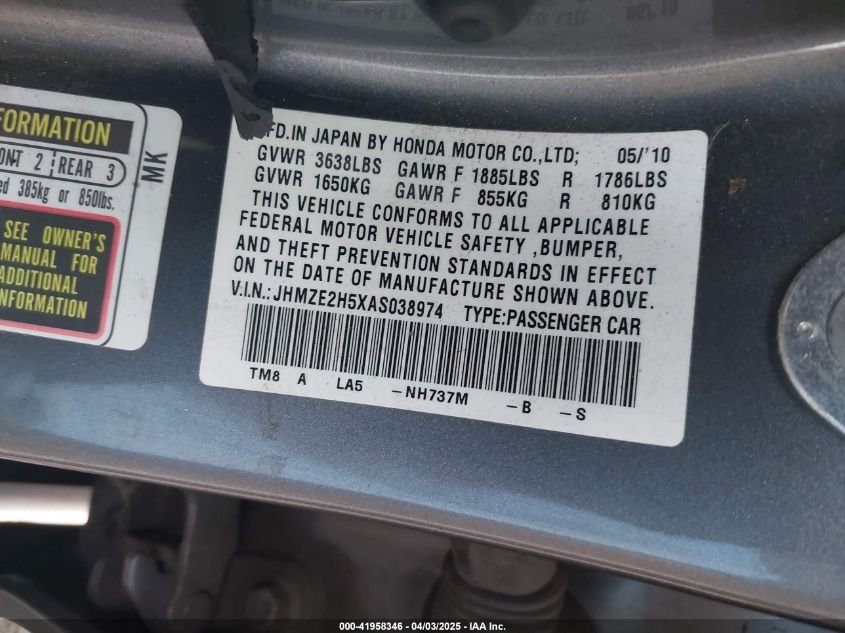 FORMATION
ONT 2 REAR 3
ed 385kg or 850lbs.
MK
SEE OWNER'S
MANUAL FOR
ADDITIONAL
INFORMATION
FD.IN JAPAN BY HONDA MOTOR CO.,LTD; 05/'10
GVWR 3638LBS GAWR F 1885LBS R 1786LBS
GVWR 1650KG GAWR F 855KG R 810KG
THIS VEHICLE CONFORMS TO ALL APPLICABLE
FEDERAL MOTOR VEHICLE SAFETY ,BUMPER,
AND THEFT PREVENTION STANDARDS IN EFFECT
ON THE DATE OF MANUFACTURE SHOWN ABOVE.
V.I.N.: JHMZE2H5XAS038974 TYPE:PASSENGER CAR
TM8 A LA5 -NH737M -B -S
000-41958346 - 04/03/2025 - IAA Inc.